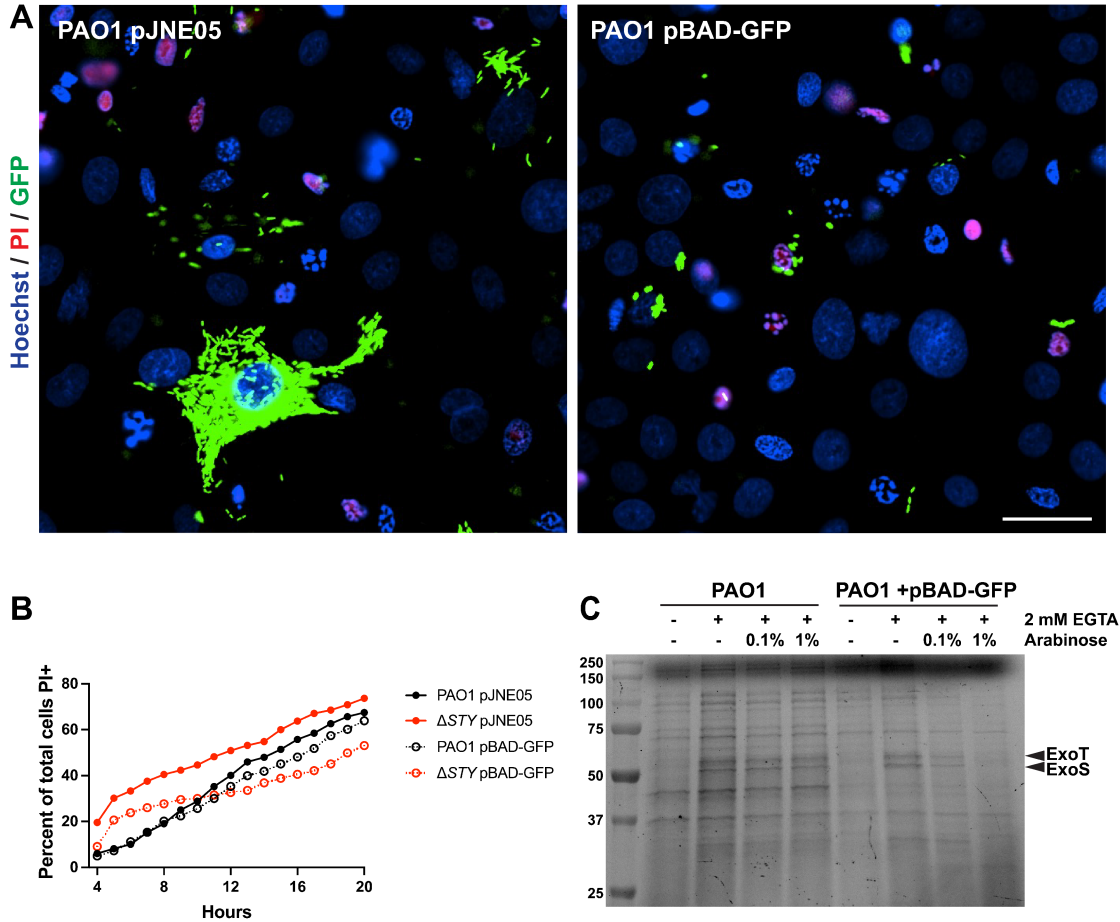 A
PAO1 pJNE05
PAO1 pBAD-GFP
Hoechst / PI / GFP
B
Percent of total cells PI+
80
60
40
20
0
4
8
12
16
20
Hours
PAO1 pJNE05
ΔSTY pJNE05
PAO1 pBAD-GFP
ΔSTY pBAD-GFP
C
PAO1
PAO1 +pBAD-GFP
- + + + - + + + 2 mM EGTA
- - 0.1% 1% - - 0.1% 1% Arabinose
250
150
100
75
50
37
25
ExoT
ExoS